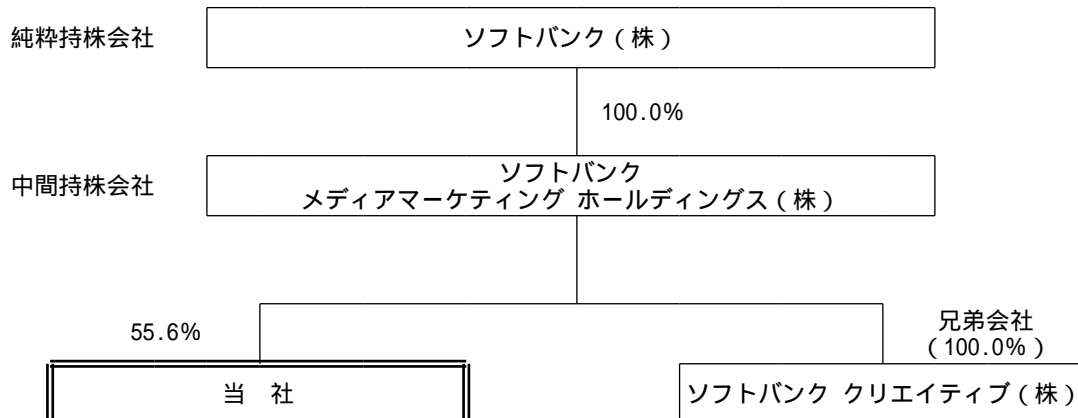 純粋持株会社
ソフトバンク（株）
100.0%
中間持株会社
ソフトバンク
メディアマーケティング ホールディングス（株）
55.6%
兄弟会社
（100.0%）
当　社
ソフトバンク クリエイティブ（株）